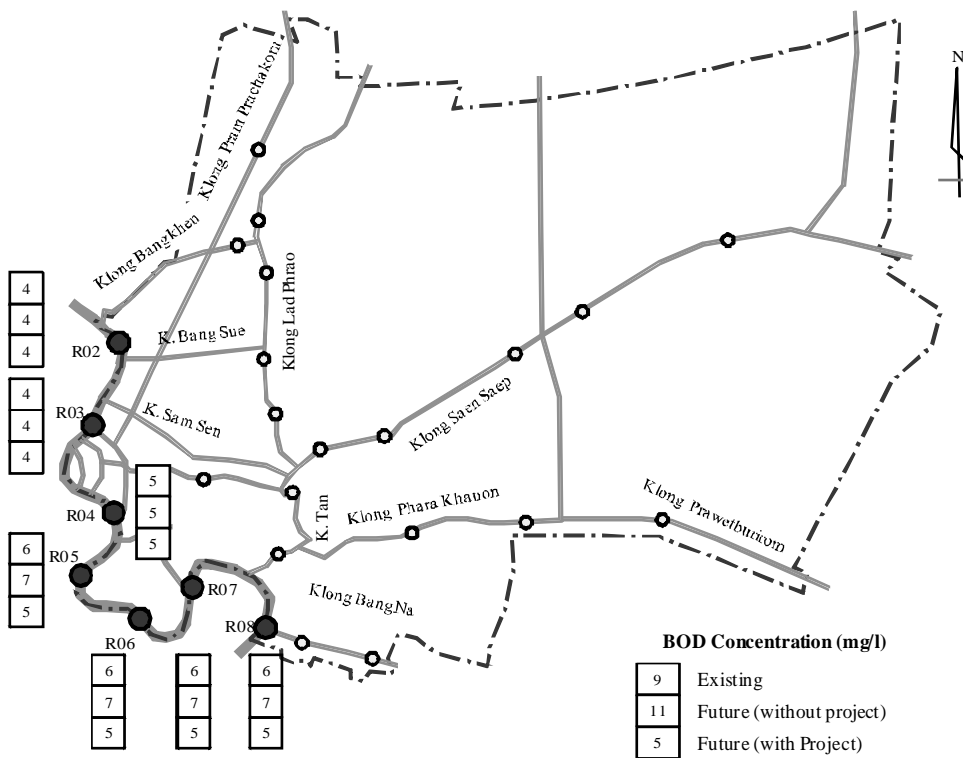 N
Klong Pram Prachakorn
Klong Bangkhen
Klong Lad Phrao
4
4
4
R02
K. Bang Sue
4
4
4
R03
K. Sam Sen
Klong Saen Saep
5
5
5
R04
K. Tan
Klong Phara Khanon
Klong Prawetburirom
6
7
5
R05
R07
Klong Bang Na
R06
R08
6
7
5
6
7
5
6
7
5
BOD Concentration (mg/l)
9 Existing
11 Future (without project)
5 Future (with Project)